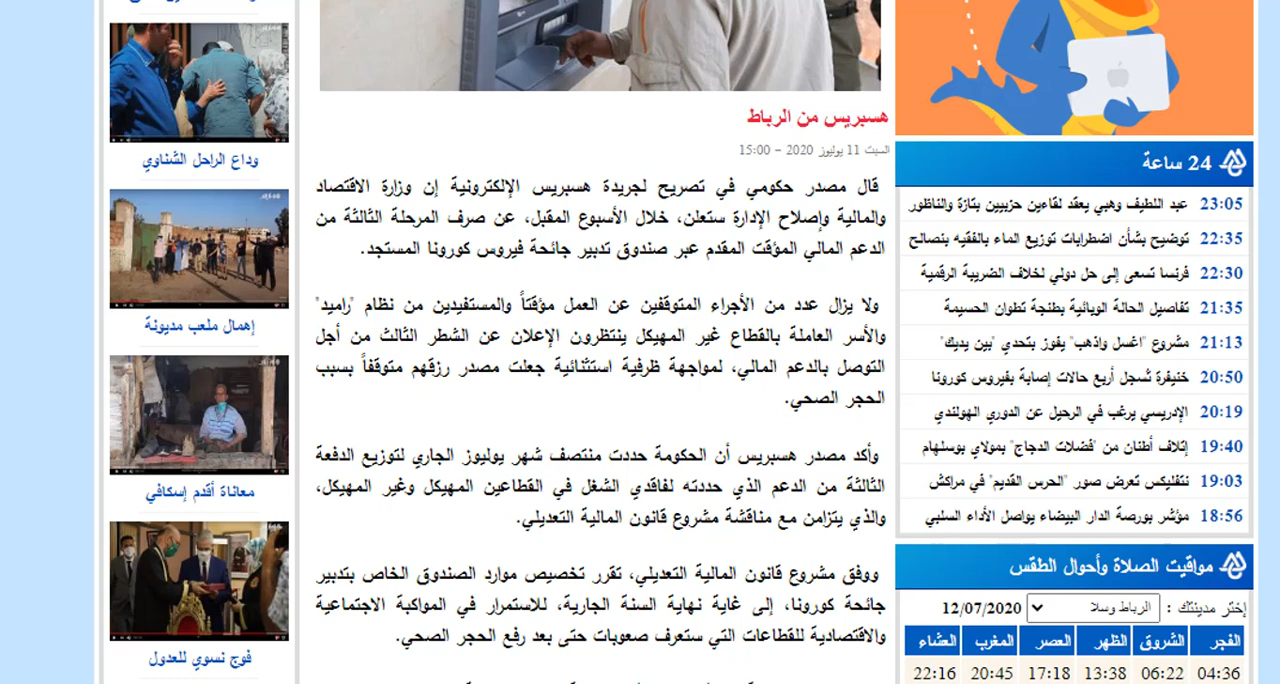 هسبريس من الرباط
السبت 11 يوليوز 2020 - 15:00
قال مصدر حكومي في تصريح لجريدة هسبريس الإلكترونية إن وزارة الاقتصاد
والمالية وإصلاح الإدارة ستعلن، خلال الأسبوع المقبل، عن صرف المرحلة الثالثة من
الدعم المالي المؤقت المقدم عبر صندوق تدبير جائحة فيروس كورونا المستجد.
ولا يزال عدد من الأجراء المتوقفين عن العمل مؤقتاً والمستفيدين من نظام "راميد"
والأسر العاملة بالقطاع غير المهيكل ينتظرون الإعلان عن الشطر الثالث من أجل
التوصل بالدعم المالي، لمواجهة ظرفية استثنائية جعلت مصدر رزقهم متوقفاً بسبب
الحجر الصحي.
وأكد مصدر هسبريس أن الحكومة حددت منتصف شهر يوليوز الجاري لتوزيع الدفعة
الثالثة من الدعم الذي حددته لفاقدي الشغل في القطاعين المهيكل وغير المهيكل،
والذي يتزامن مع مناقشة مشروع قانون المالية التعديلي.
ووفق مشروع قانون المالية التعديلي، تقرر تخصيص موارد الصندوق الخاص بتدبير
جائحة كورونا، إلى غاية نهاية السنة الجارية، للاستمرار في المواكبة الاجتماعية
والاقتصادية للقطاعات التي ستعرف صعوبات حتى بعد رفع الحجر الصحي.
24 ساعة
23:05 عبد اللطيف وهبي يعقد لقاءين حزبيين بتازة والناظور
22:35 توضيح بشأن اضطرابات توزيع الماء بالفقيه بنصالح
22:30 فرنسا تسعى إلى حل دولي لخلاف الضريبة الرقمية
21:35 تفاصيل الحالة الوبائية بطنجة تطوان الحسيمة
21:13 مشروع "اغسل واذهب" يفوز بتحدي "بين يديك"
20:50 خنيفرة تُسجل أربع حالات إصابة بفيروس كورونا
20:19 الإدريسي يرغب في الرحيل عن الدوري الهولندي
19:40 إتلاف أطنان من "فضلات الدجاج" بمولاي بوسلهام
19:03 نتفليكس تعرض صور "الحرس القديم" في مراكش
18:56 مؤشر بورصة الدار البيضاء يواصل الأداء السلبي
مواقيت الصلاة وأحوال الطقس
إختر مدينتك : الرباط وسلا 12/07/2020
الفجر الشروق الظهر العصر المغرب العشاء
04:36 06:22 13:38 17:18 20:45 22:16
وداع الراحل الشناوي
إهمال ملعب مديونة
معاناة أقدم إسكافي
فوج نسوي للعدول